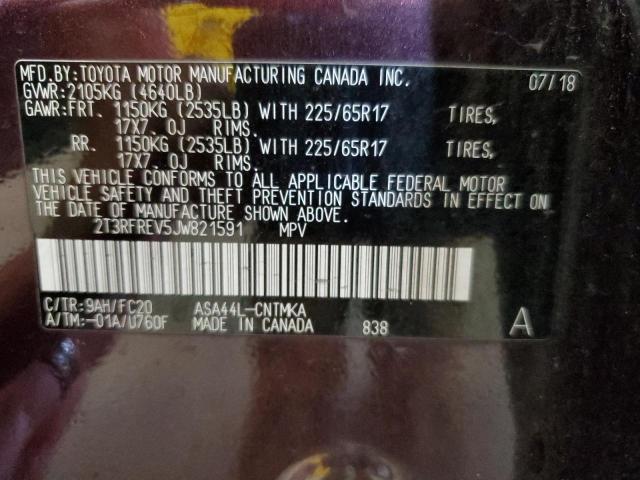 MFD.BY:TOYOTA MOTOR MANUFACTURING CANADA INC. 07/18
GVWR:2105KG (4640LB)
GAWR:FRT. 1150KG (2535LB) WITH 225/65R17 TIRES,
17X7. OJ RIMS.
RR. 1150KG (2535LB) WITH 225/65R17 TIRES,
17X7. OJ RIMS.
THIS VEHICLE CONFORMS TO ALL APPLICABLE FEDERAL MOTOR
VEHICLE SAFETY AND THEFT PREVENTION STANDARDS IN EFFECT ON
THE DATE OF MANUFACTURE SHOWN ABOVE.
2T3RFREV5JW821591 MPV
C/TR:9AH/FC20 ASA44L-CNTMKA
A/TM:-01A/U760F MADE IN CANADA 838 A